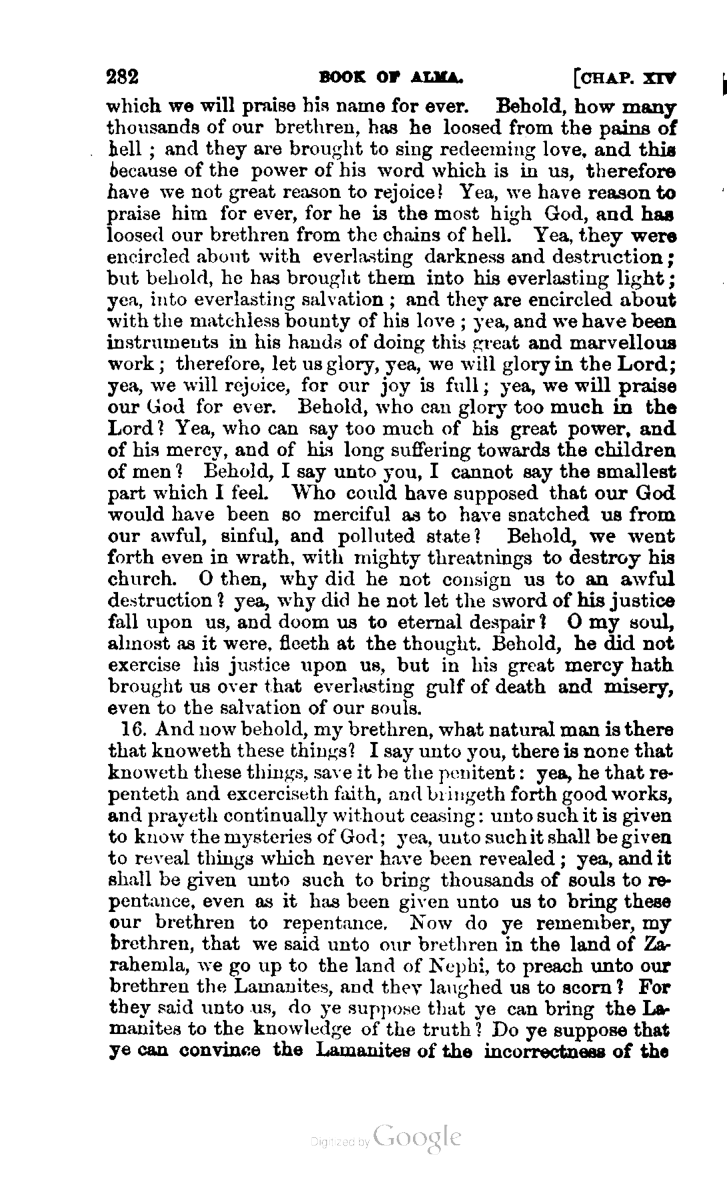 282 BOOK OF ALMA. [CHAP. XIV
which we will praise his name for ever. Behold, how many
thousands of our brethren, has he loosed from the pains of
hell ; and they are brought to sing redeeming love, and this
because of the power of his word which is in us, therefore
have we not great reason to rejoice? Yea, we have reason to
praise him for ever, for he is the most high God, and has
loosed our brethren from the chains of hell. Yea, they were
encircled about with everlasting darkness and destruction ;
but behold, he has brought them into his everlasting light ;
yea, into everlasting salvation ; and they are encircled about
with the matchless bounty of his love ; yea, and we have been
instruments in his hands of doing this great and marvellous
work ; therefore, let us glory, yea, we will glory in the Lord;
yea, we will rejoice, for our joy is full ; yea, we will praise
our God for ever. Behold, who can glory too much in the
Lord? Yea, who can say too much of his great power, and
of his mercy, and of his long suffering towards the children
of men? Behold, I say unto you, I cannot say the smallest
part which I feel. Who could have supposed that our God
would have been so merciful as to have snatched us from
our awful, sinful, and polluted state? Behold, we went
forth even in wrath, with mighty threatnings to destroy his
church. O then, why did he not consign us to an awful
destruction? yea, why did he not let the sword of his justice
fall upon us, and doom us to eternal despair? O my soul,
almost as it were, fleeth at the thought. Behold, he did not
exercise his justice upon us, but in his great mercy hath
brought us over that everlasting gulf of death and misery,
even to the salvation of our souls.
16. And now behold, my brethren, what natural man is there
that knoweth these things? I say unto you, there is none that
knoweth these things, save it be the penitent : yea, he that re-
penteth and excerciseth faith, and bringeth forth good works,
and prayeth continually without ceasing : unto such it is given
to know the mysteries of God; yea, unto such it shall be given
to reveal things which never have been revealed ; yea, and it
shall be given unto such to bring thousands of souls to re-
pentance, even as it has been given unto us to bring these
our brethren to repentance. Now do ye remember, my
brethren, that we said unto our brethren in the land of Za-
rahemla, we go up to the land of Nephi, to preach unto our
brethren the Lamanites, and they laughed us to scorn? For
they said unto us, do ye suppose that ye can bring the La-
manites to the knowledge of the truth? Do ye suppose that
ye can convince the Lamanites of the incorrectness of the
Digitized by Google